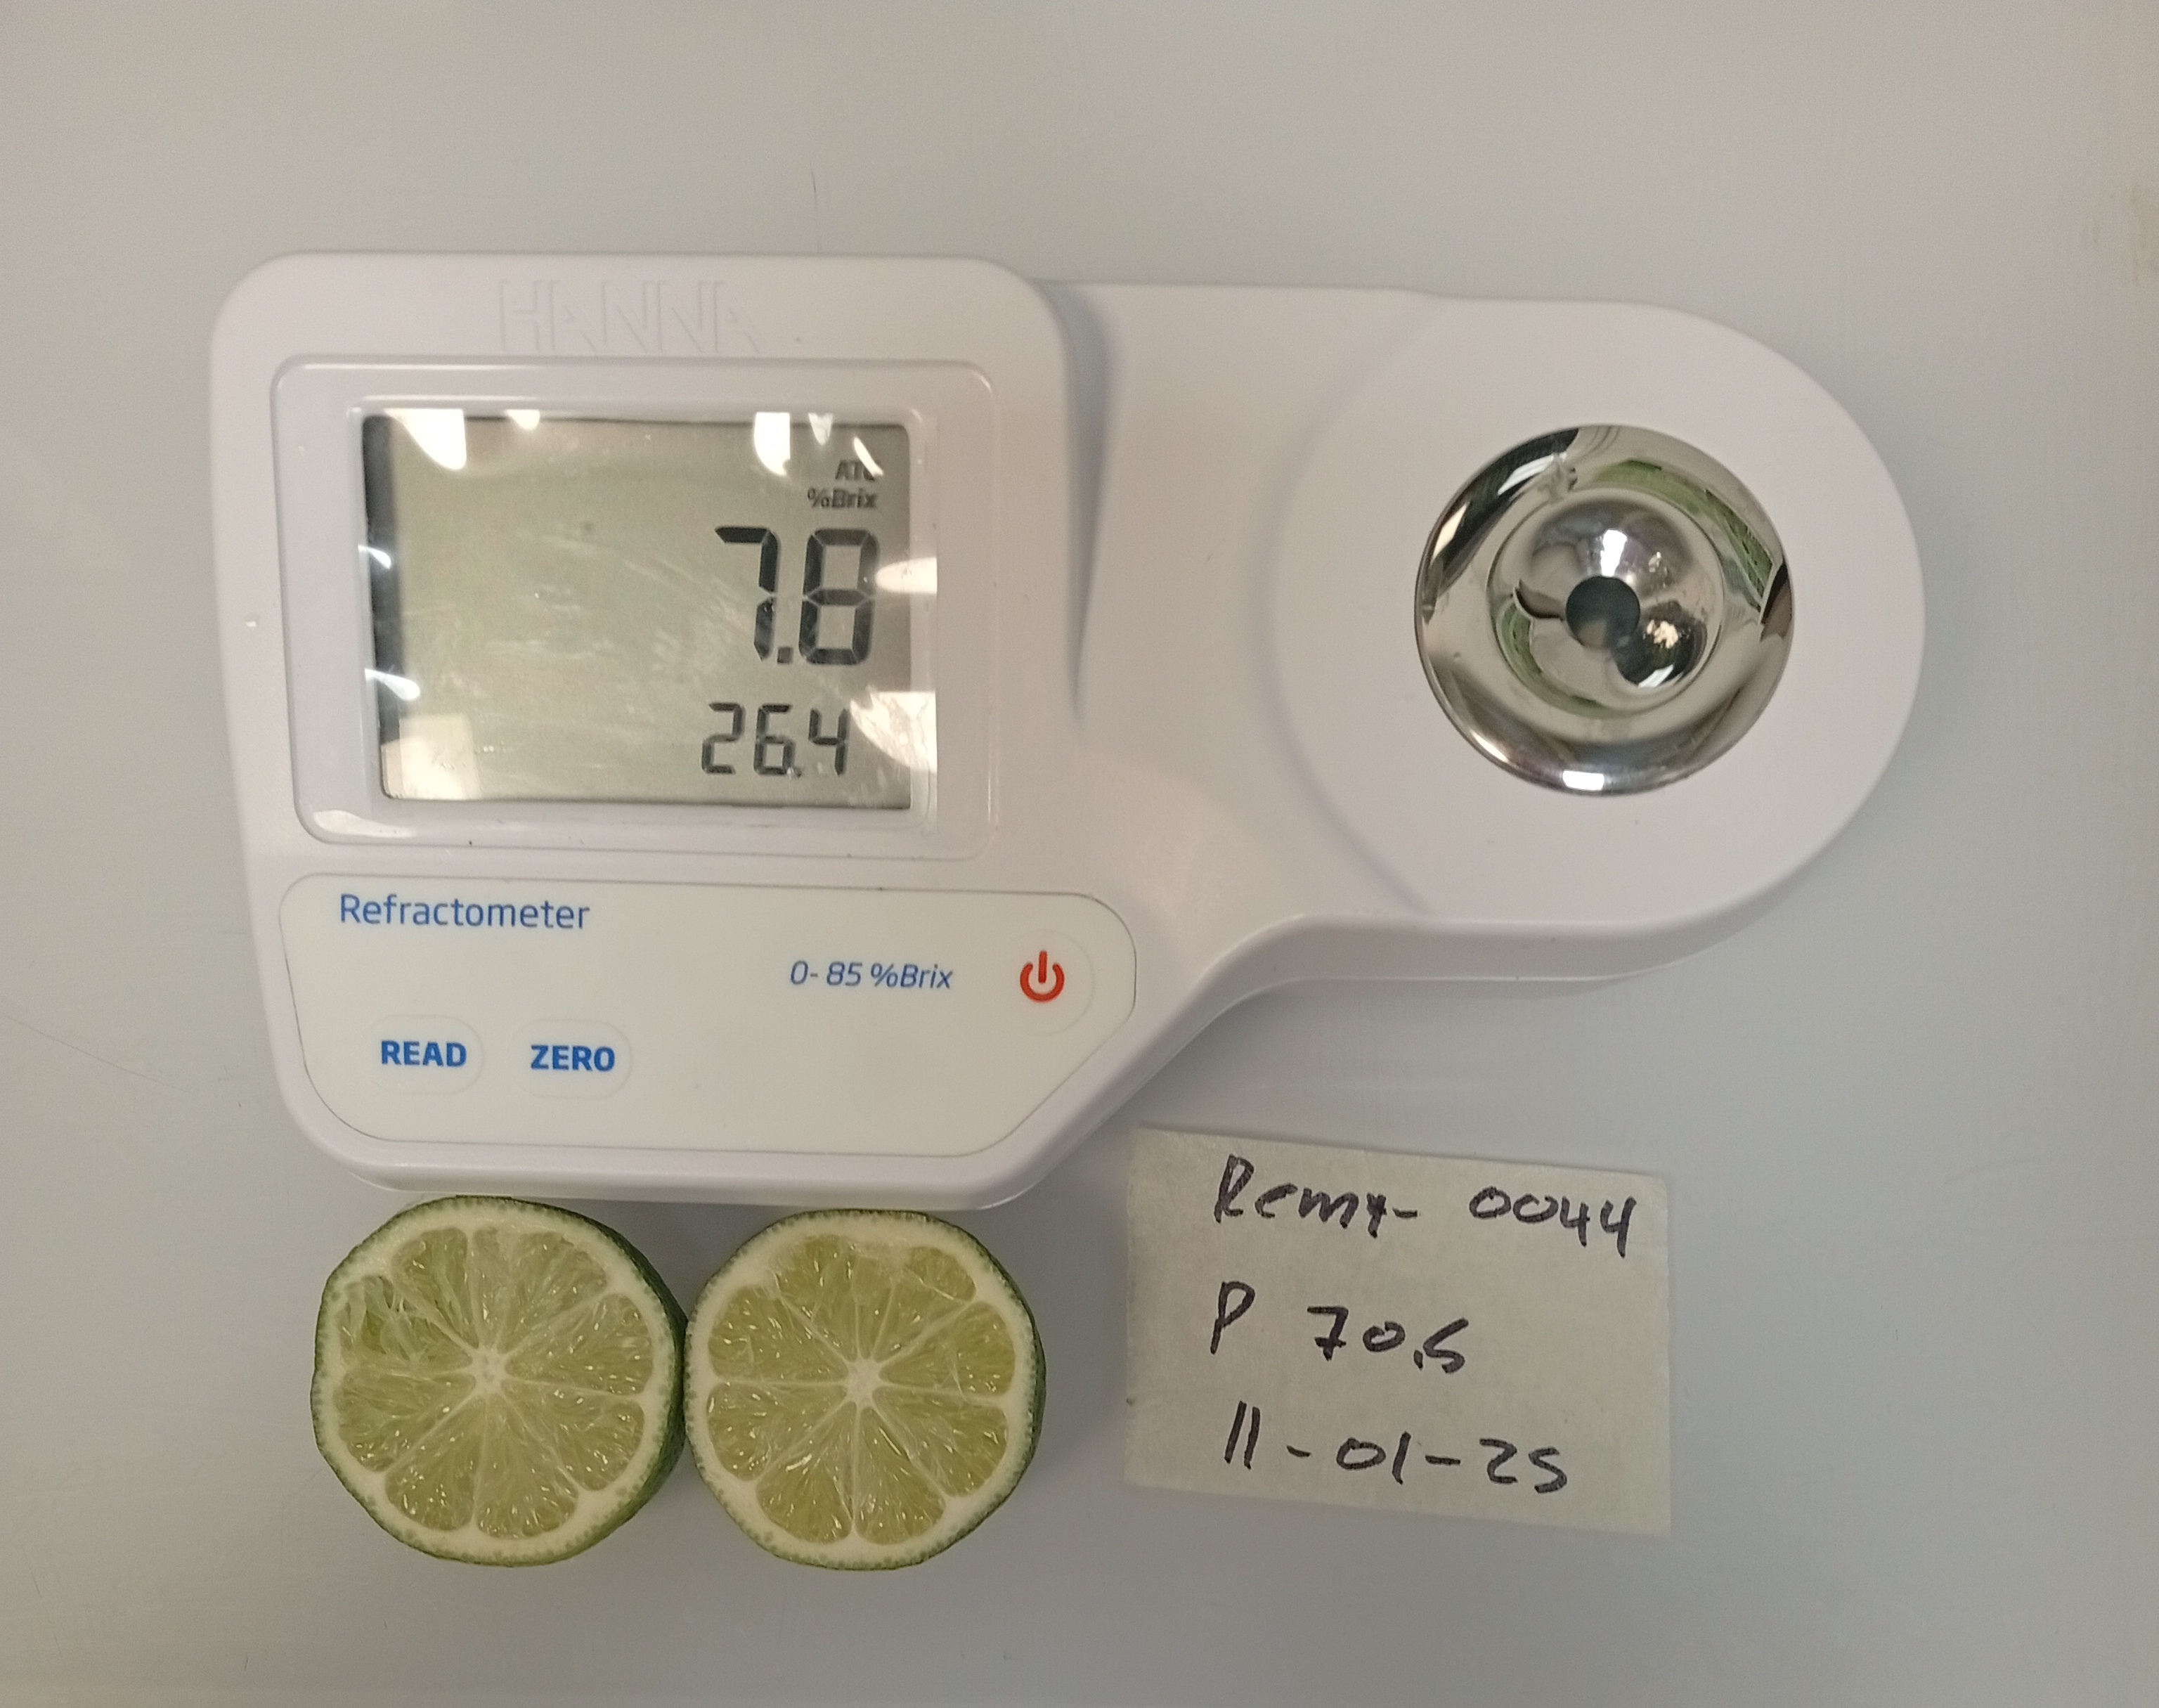 HANNA
ATC
%Brix
7.8
26.4
Refractometer
0-85 %Brix
READ
ZERO
Remx- 0044
P 70.5
11-01-25